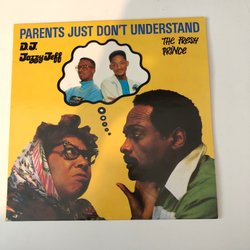 PARENTS JUST DON'T UNDERSTAND
D.J.
Jazzy Jeff
THE FRESH
PRINCE